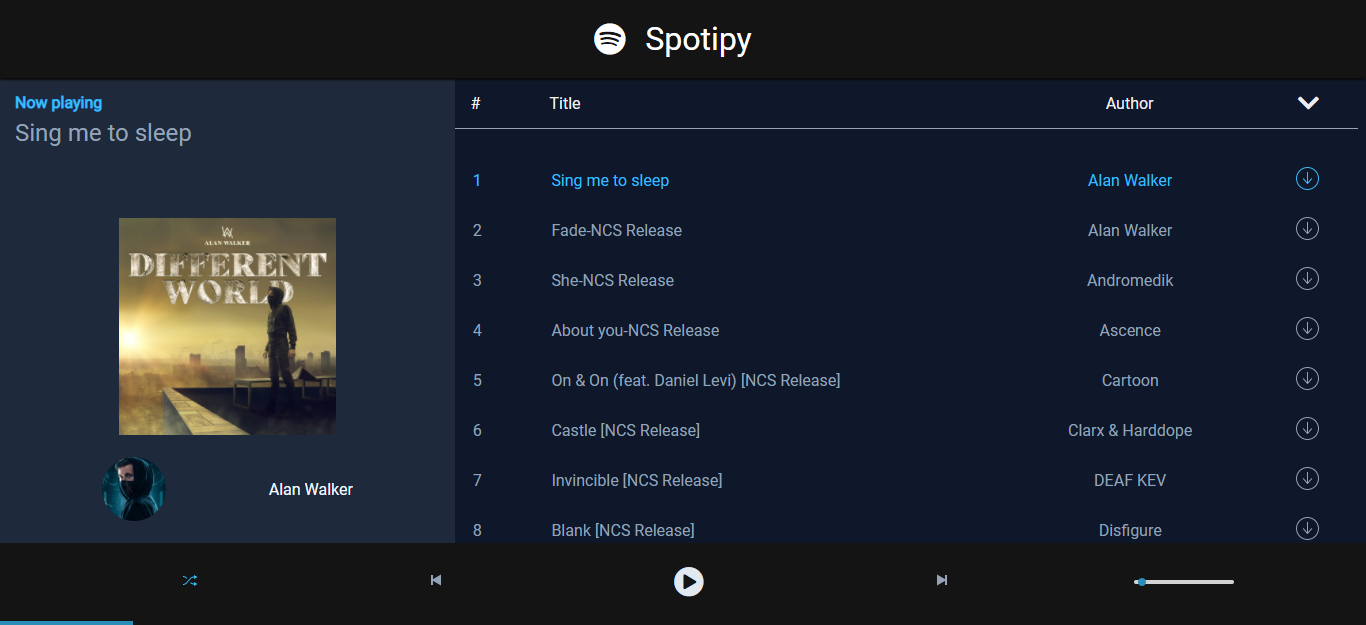 Spotipy
Now playing
Sing me to sleep
ALAN WALKER
DIFFERENT
WORLD
Alan Walker
# Title Author
1 Sing me to sleep Alan Walker
2 Fade-NCS Release Alan Walker
3 She-NCS Release Andromedik
4 About you-NCS Release Ascence
5 On & On (feat. Daniel Levi) [NCS Release] Cartoon
6 Castle [NCS Release] Clarx & Harddope
7 Invincible [NCS Release] DEAF KEV
8 Blank [NCS Release] Disfigure